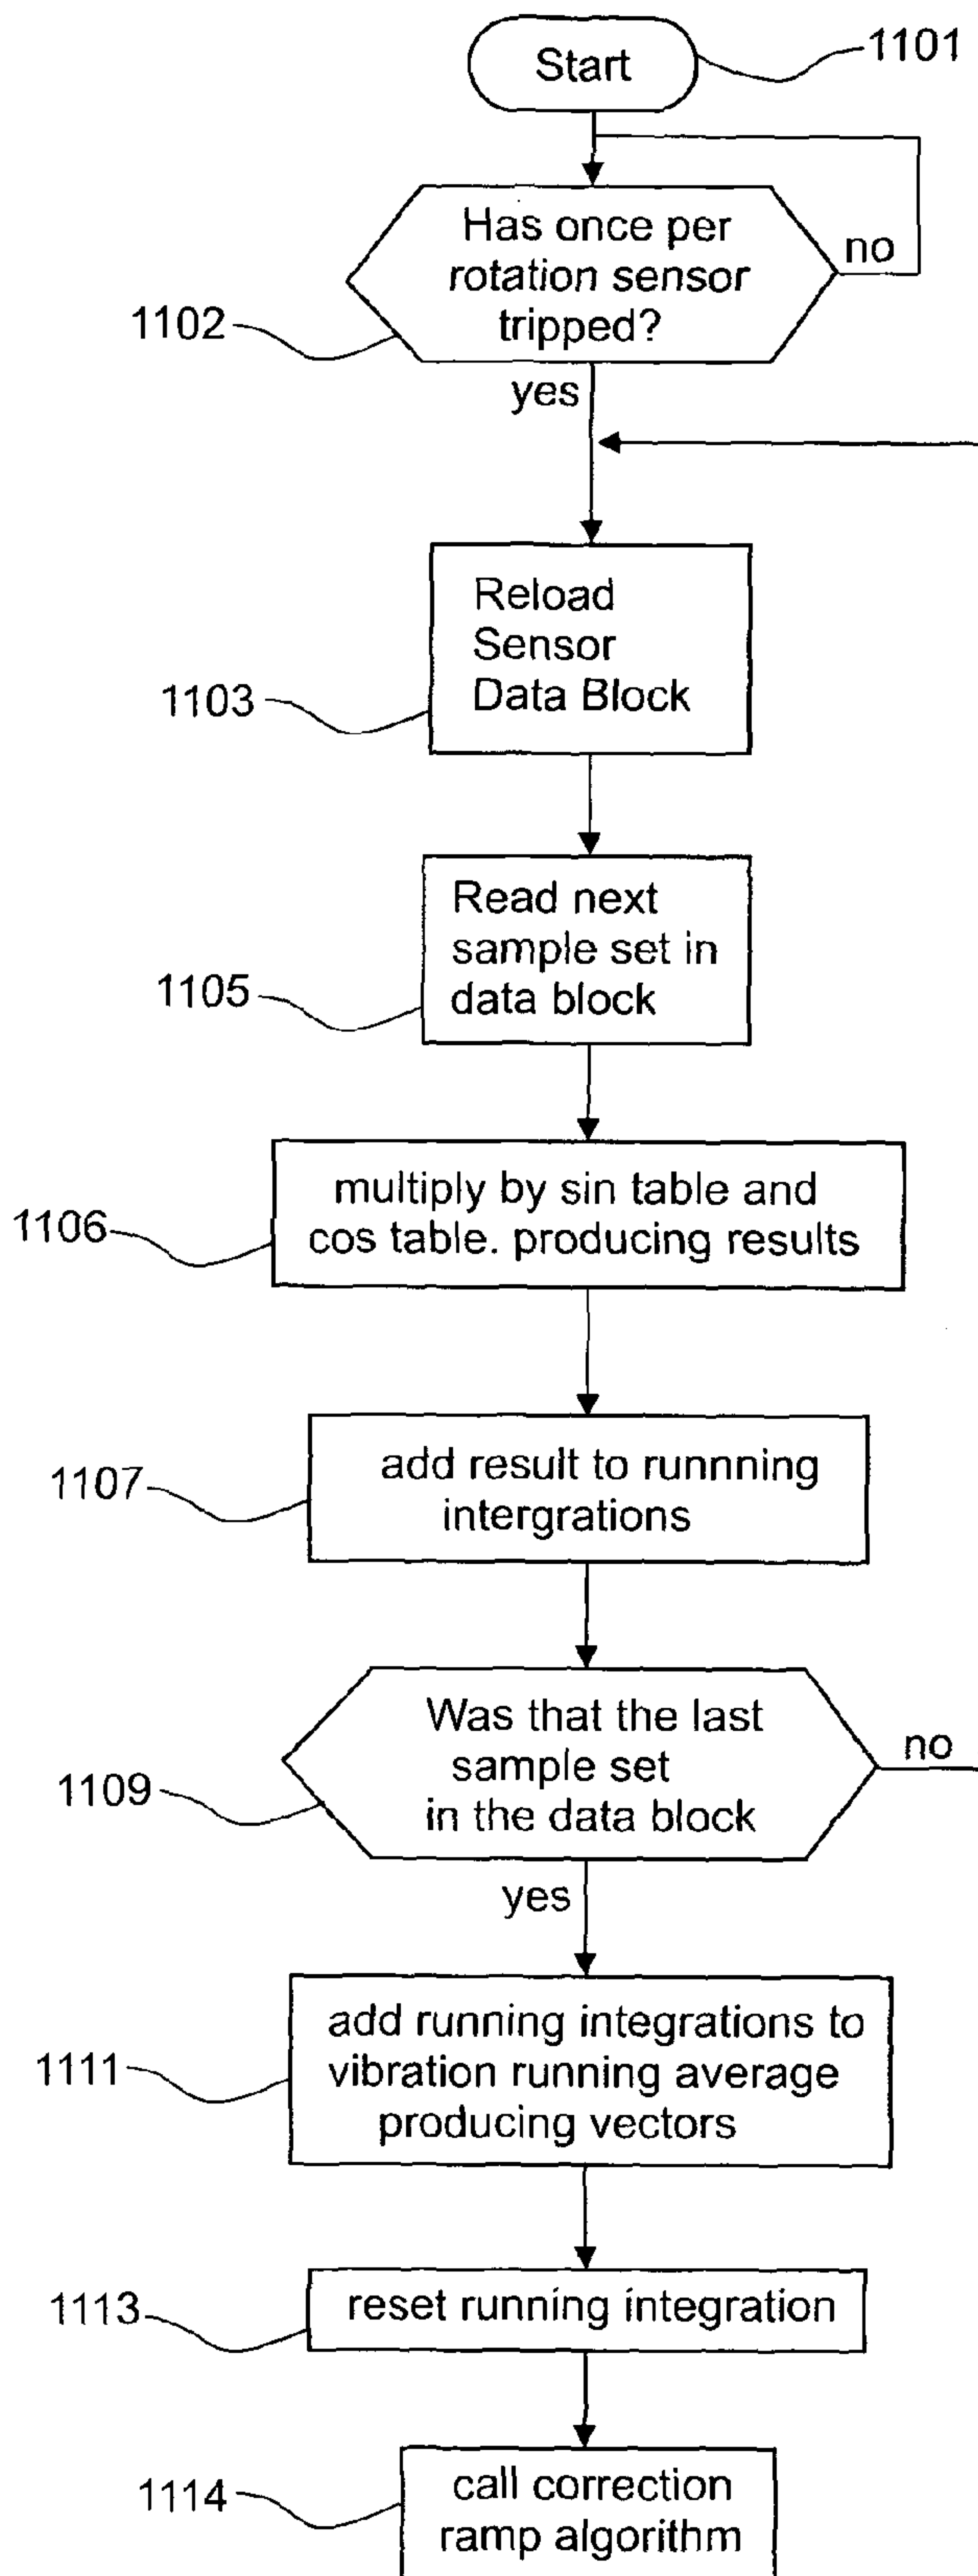 Start
1101
Has once per
rotation sensor
tripped?
no
1102
yes
Reload
Sensor
Data Block
1103
Read next
sample set in
data block
1105
multiply by sin table and
cos table. producing results
1106
add result to runnning
intergrations
1107
Was that the last
sample set
in the data block
no
1109
yes
add running integrations to
vibration running average
producing vectors
1111
reset running integration
1113
call correction
ramp algorithm
1114